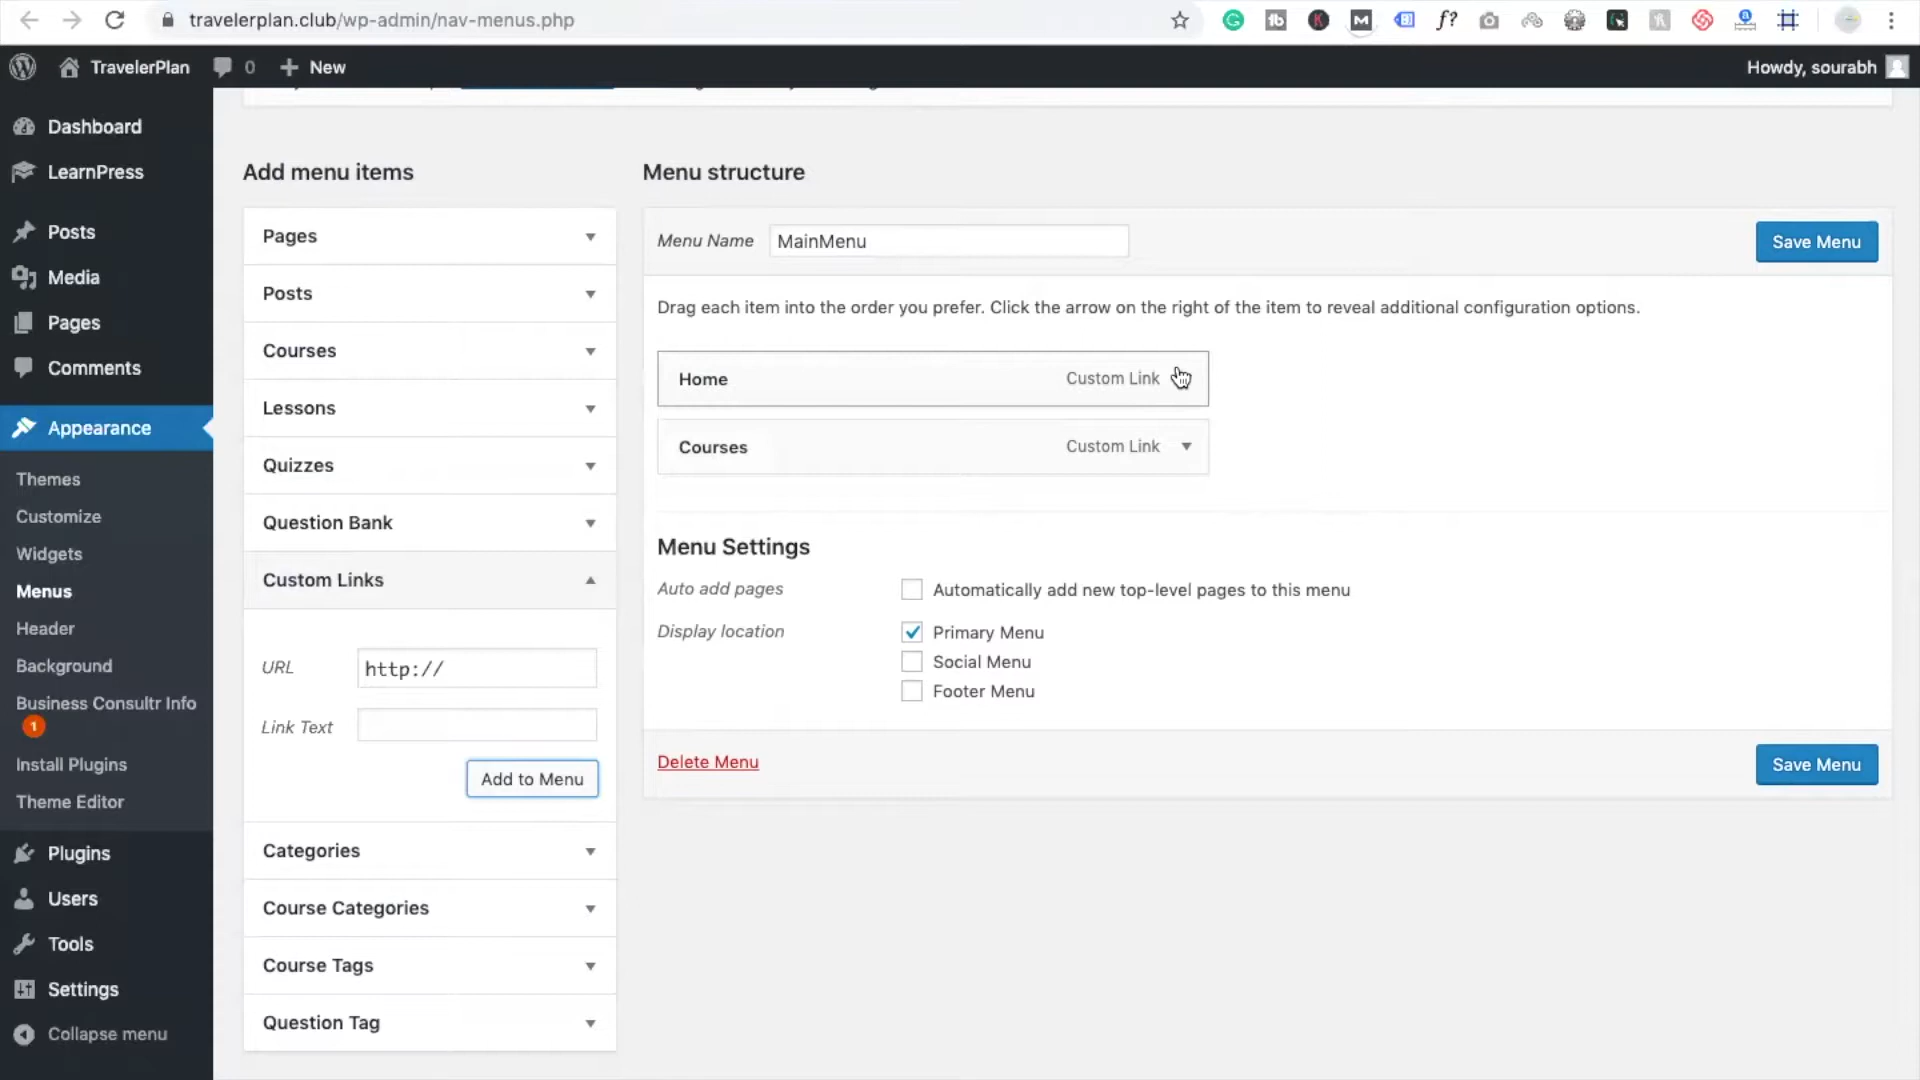 travelerplan.club/wp-admin/nav-menus.php
TravelerPlan
0
New
Howdy, sourabh
Dashboard
LearnPress
Posts
Media
Pages
Comments
Appearance
Themes
Customize
Widgets
Menus
Header
Background
Business Consultr Info
1
Install Plugins
Theme Editor
Plugins
Users
Tools
Settings
Collapse menu
Add menu items
Pages
Posts
Courses
Lessons
Quizzes
Question Bank
Custom Links
URL
http://
Link Text
Add to Menu
Categories
Course Categories
Course Tags
Question Tag
Menu structure
Menu Name
MainMenu
Save Menu
Drag each item into the order you prefer. Click the arrow on the right of the item to reveal additional configuration options.
Home
Custom Link
Courses
Custom Link
Menu Settings
Auto add pages
Automatically add new top-level pages to this menu
Display location
Primary Menu
Social Menu
Footer Menu
Delete Menu
Save Menu